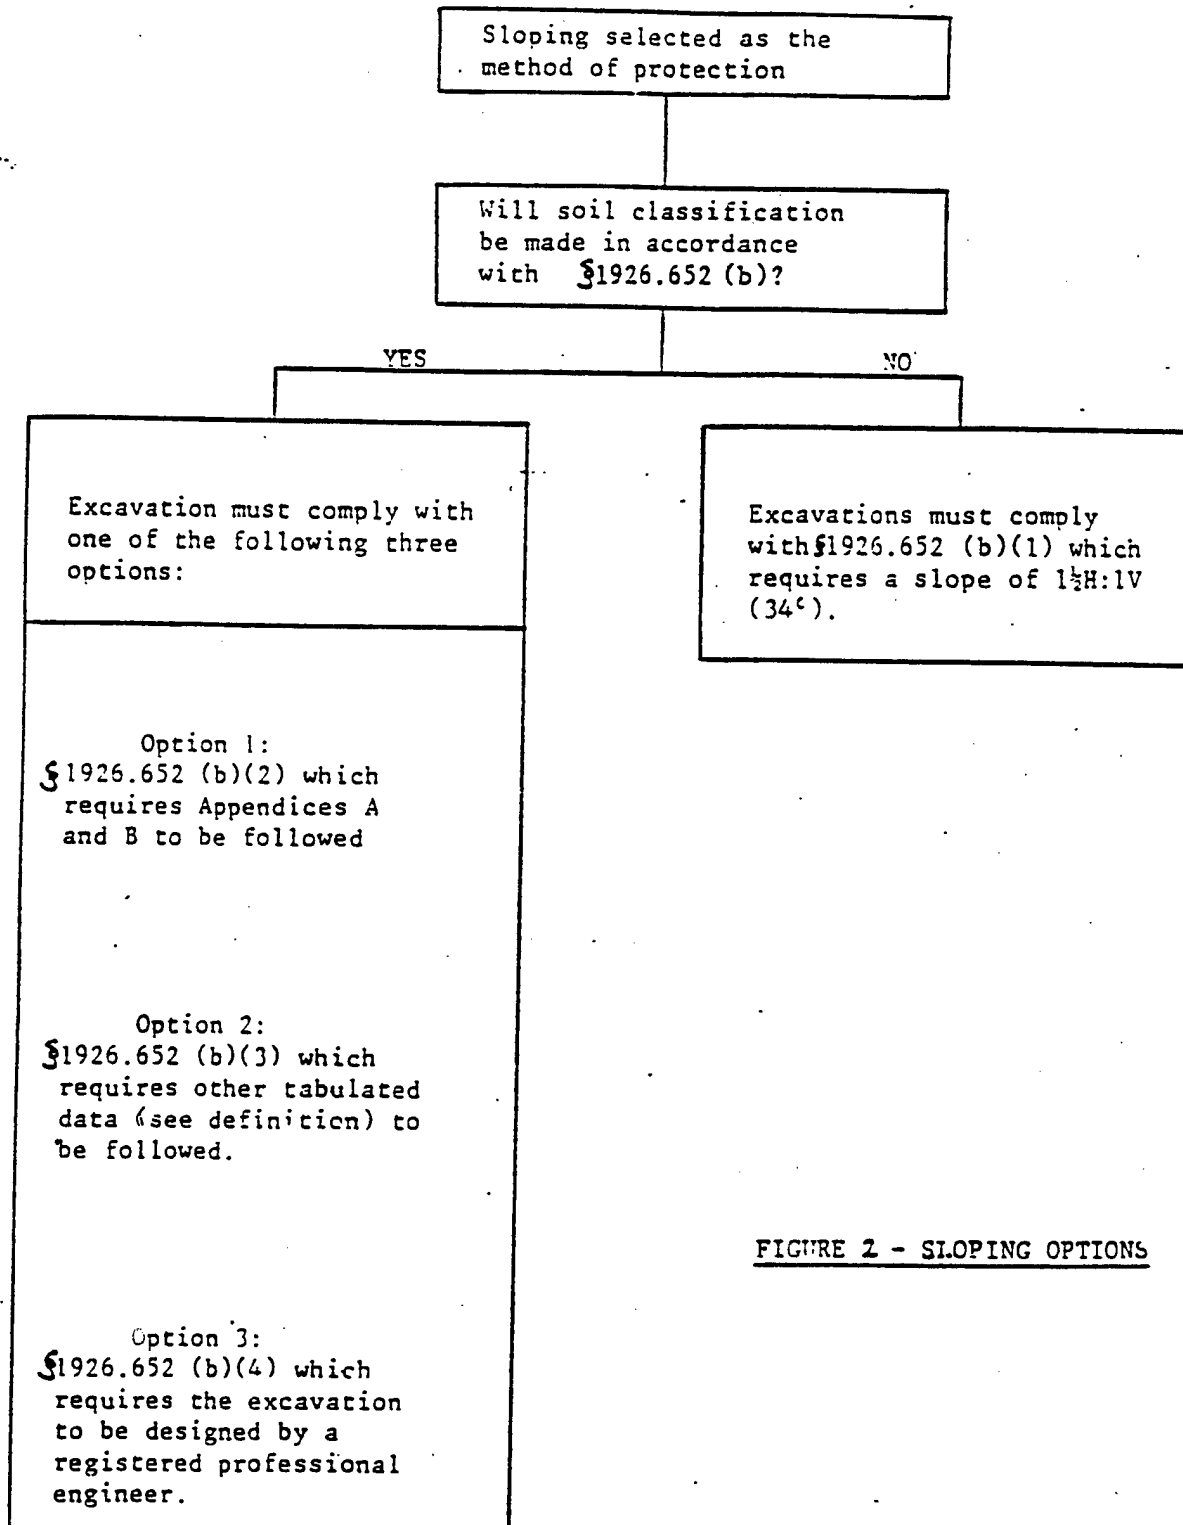 Sloping selected as the
method of protection
Will soil classification
be made in accordance
with §1926.652 (b)?
YES
NO
Excavation must comply with
one of the following three
options:
Excavations must comply
with §1926.652 (b)(1) which
requires a slope of 1½H:1V
(34°).
Option 1:
§1926.652 (b)(2) which
requires Appendices A
and B to be followed
Option 2:
§1926.652 (b)(3) which
requires other tabulated
data (see definition) to
be followed.
FIGURE 2 - SLOPING OPTIONS
Option 3:
§1926.652 (b)(4) which
requires the excavation
to be designed by a
registered professional
engineer.